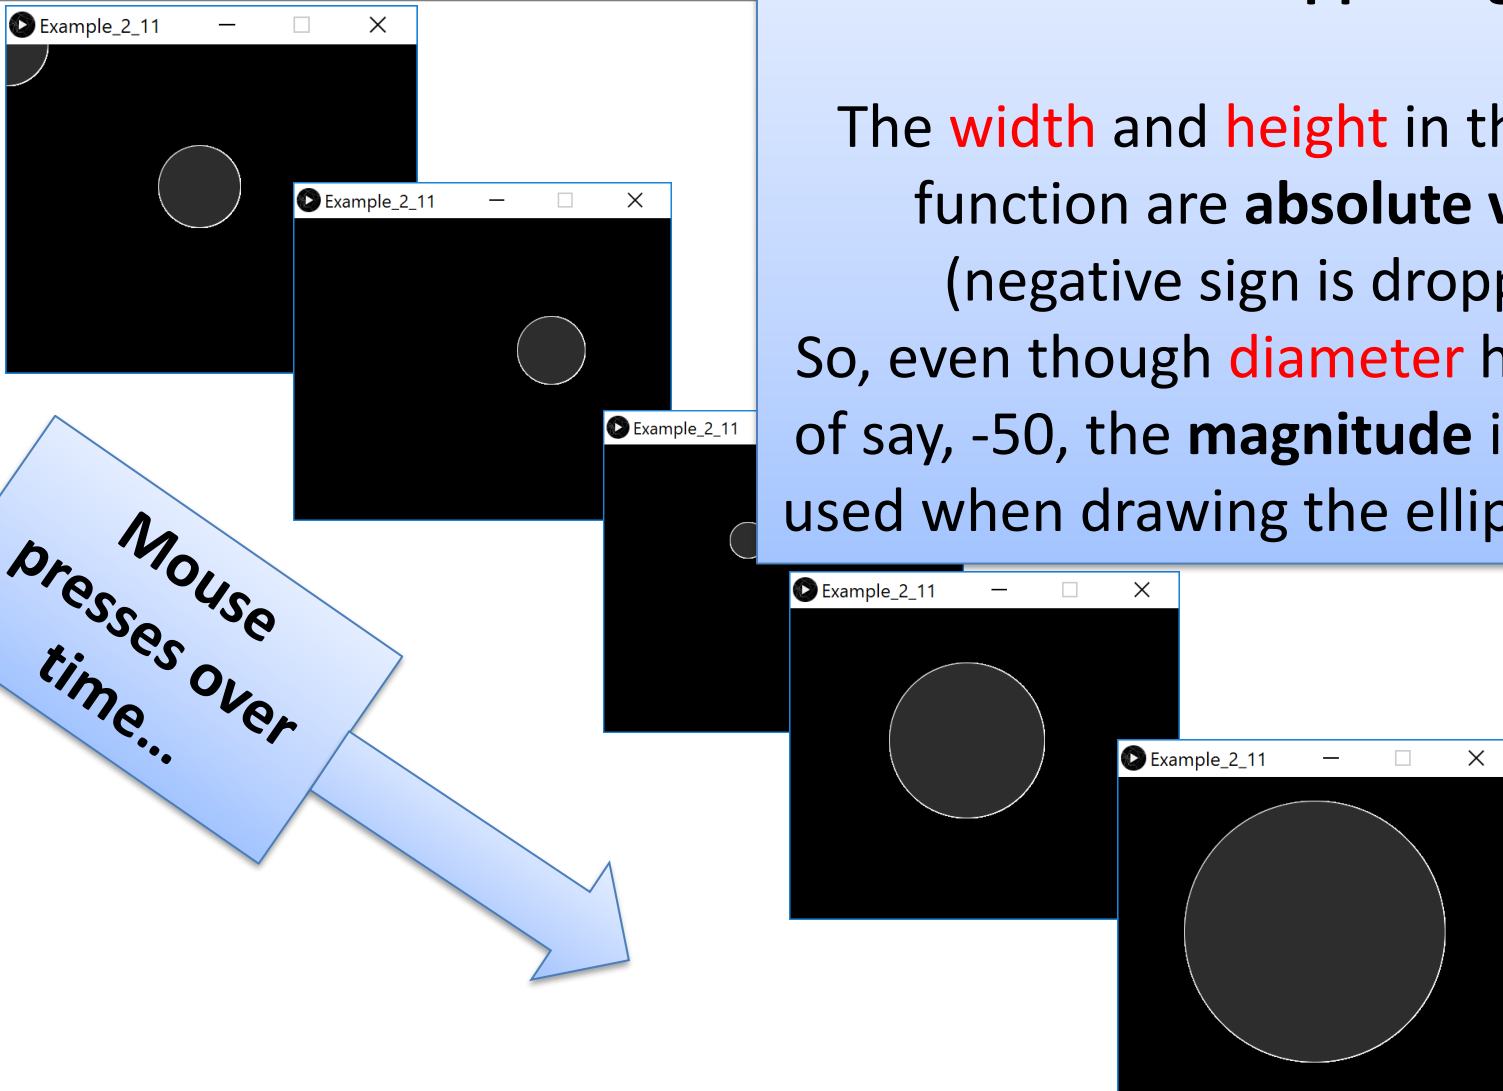 Example_2_11
The width and height in th
function are absolute v
(negative sign is dropp
So, even though diameter h
of say, -50, the magnitude i
used when drawing the ellip
Example_2_11
Example_2_11
Mouse
presses over
time...
Example_2_11
Example_2_11